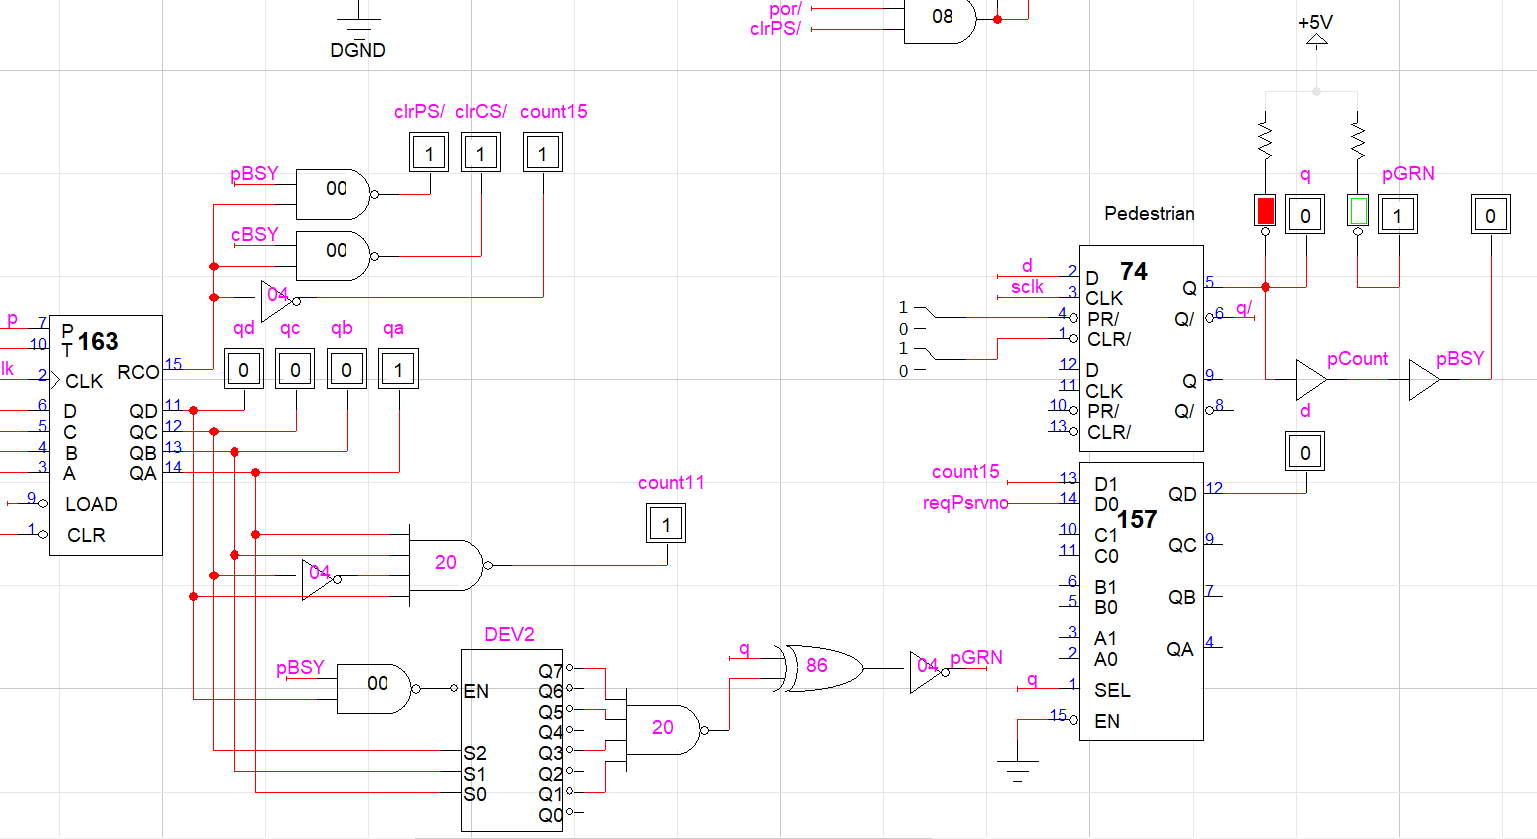 por/
clrPS/
08
+5V
DGND
clrPS/ clrCS/ count15
1 1 1
pBSY
00
cBSY
00
04
qd qc qb qa
0 0 0 1
p
lk
163
7 P
10 T
2 CLK
6 D
5 C
4 B
3 A
9 LOAD
1 CLR
RCO 15
QD 11
QC 12
QB 13
QA 14
count11
1
04
20
pBSY
00
DEV2
EN
S2
S1
S0
Q7
Q6
Q5
Q4
Q3
Q2
Q1
Q0
20
q
86
04
pGRN
q pGRN
0 1 0
Pedestrian
74
d
sclk
1
0
1
0
2 D
3 CLK
4 PR/
1 CLR/
12 D
11 CLK
10 PR/
13 CLR/
Q 5
Q/ 6
q/
Q 9
Q/ 8
pCount pBSY
d
0
count15
reqPsrvno
157
13 D1
14 D0
10 C1
11 C0
6 B1
5 B0
3 A1
2 A0
q
1 SEL
15 EN
QD 12
QC 9
QB 7
QA 4